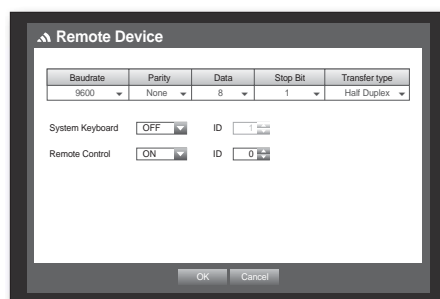 Remote Device
Baudrate Parity Data Stop Bit Transfer type
9600 None 8 1 Half Duplex
System Keyboard OFF ID 1
Remote Control ON ID 0
OK Cancel